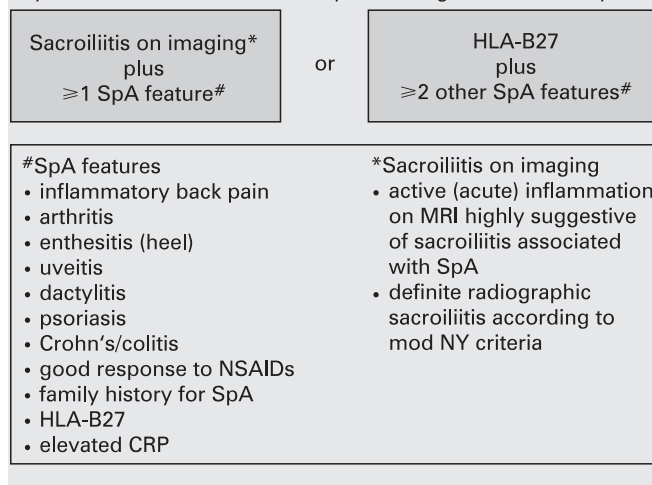 Sacroiliitis on imaging*
plus
≥1 SpA feature#
or
HLA-B27
plus
≥2 other SpA features#
#SpA features
• inflammatory back pain
• arthritis
• enthesitis (heel)
• uveitis
• dactylitis
• psoriasis
• Crohn‘s/colitis
• good response to NSAIDs
• family history for SpA
• HLA-B27
• elevated CRP
*Sacroiliitis on imaging
• active (acute) inflammation
on MRI highly suggestive
of sacroiliitis associated
with SpA
• definite radiographic
sacroiliitis according to
mod NY criteria